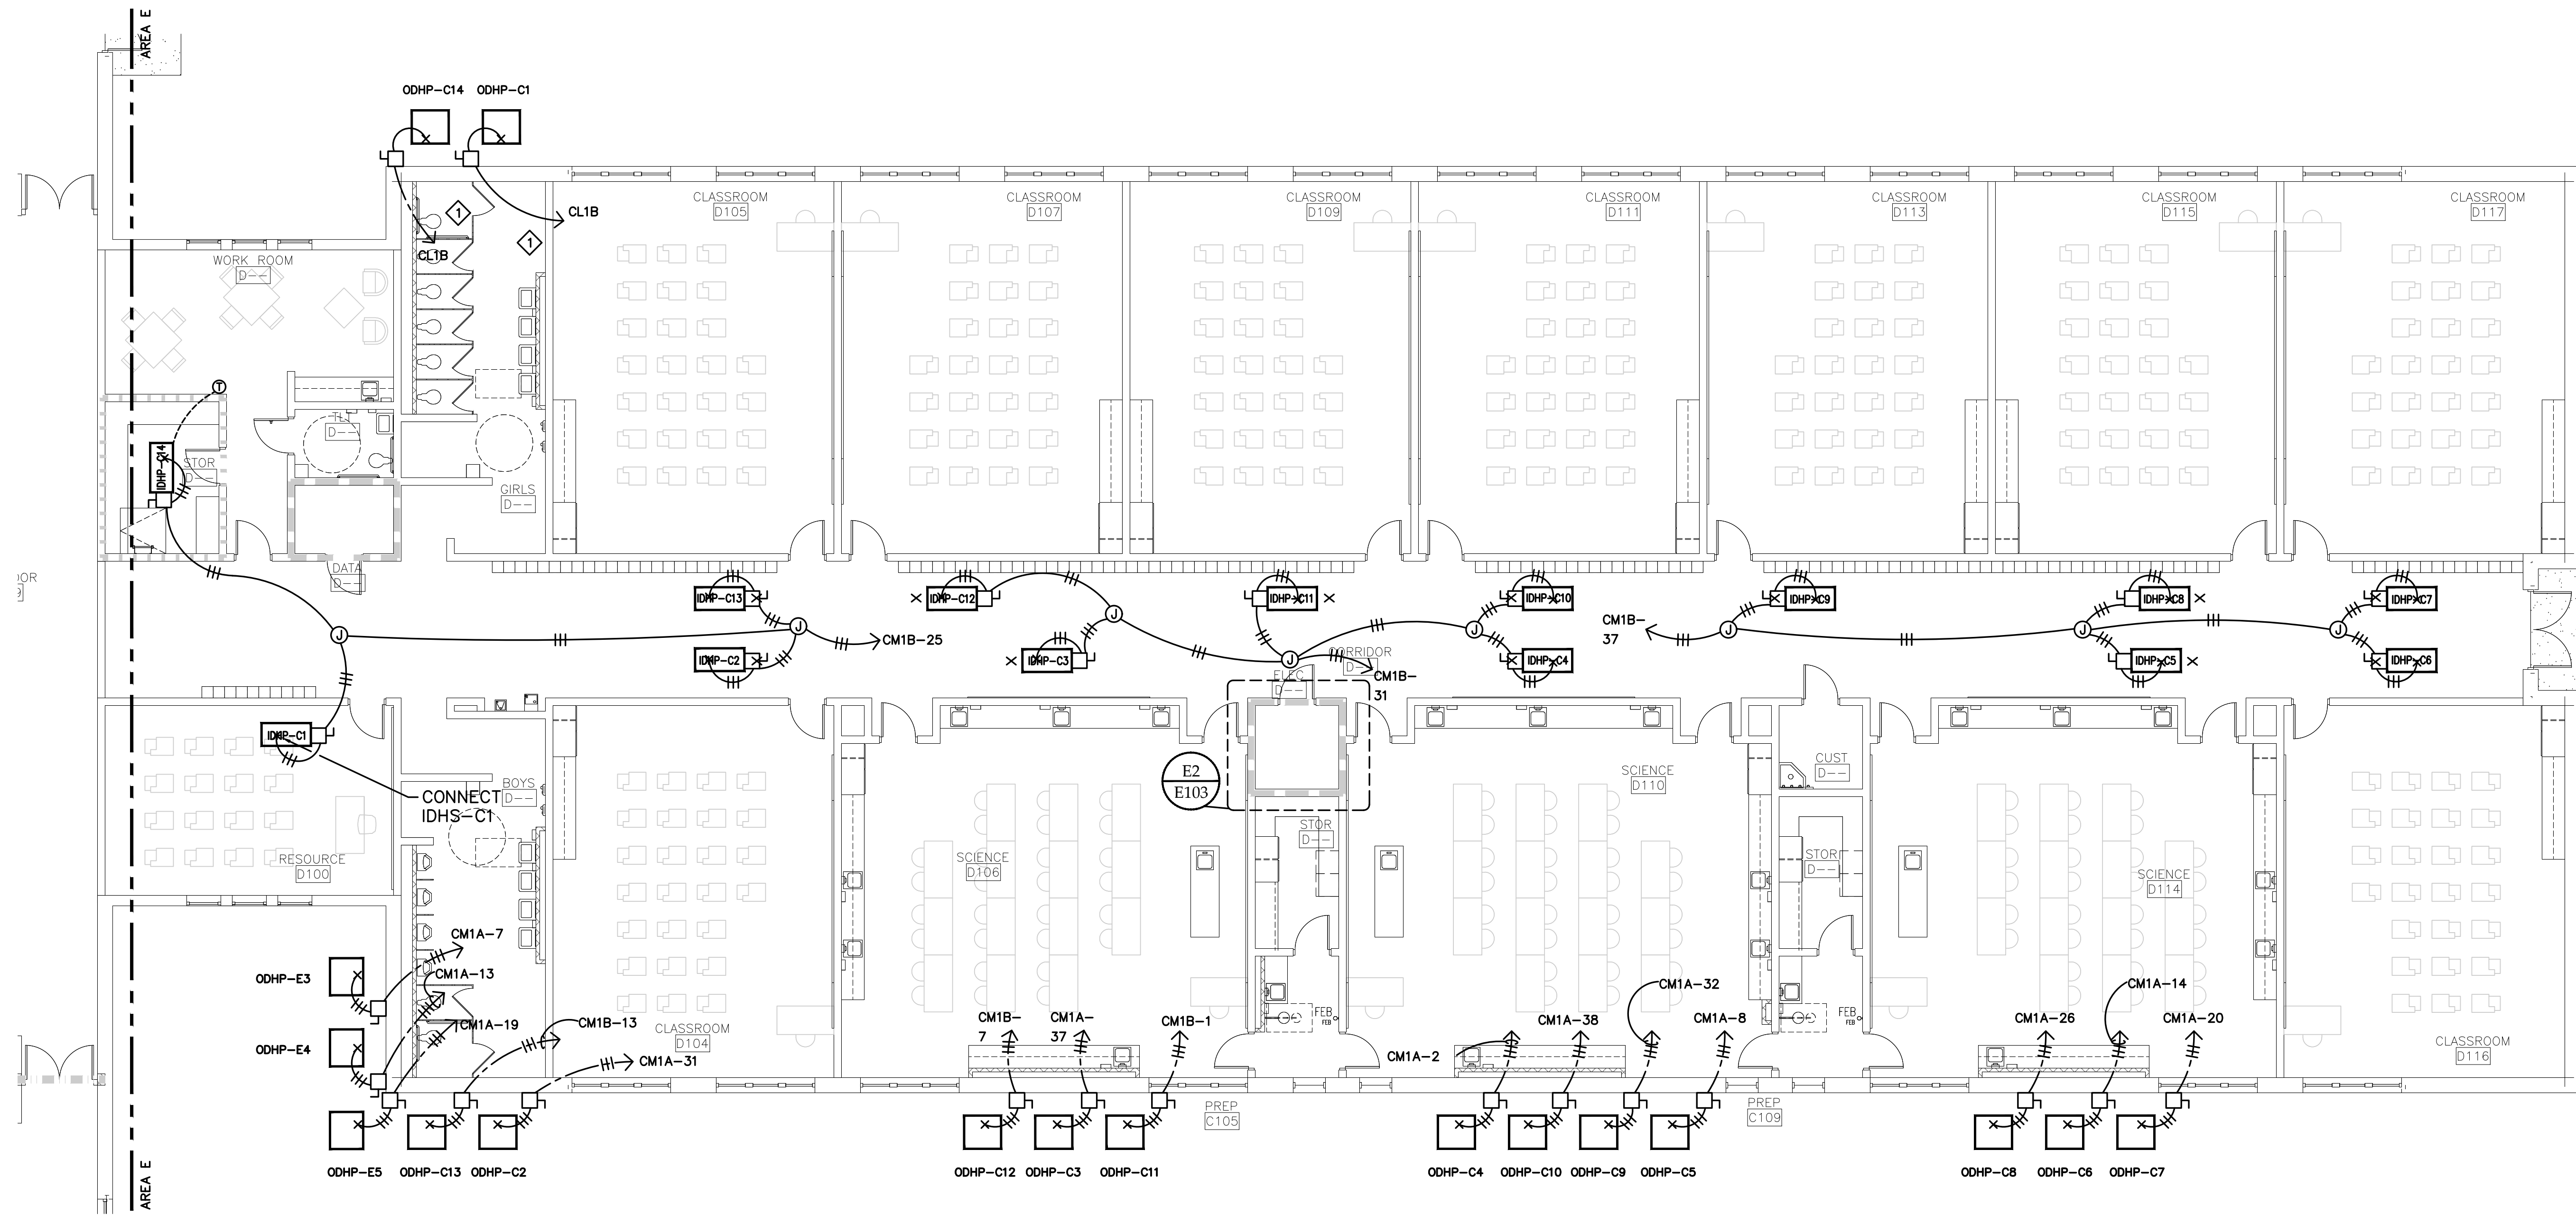 AREA E
ODHP-C14
ODHP-C1
CLASSROOM
D105
CLASSROOM
D107
CLASSROOM
D109
CLASSROOM
D111
CLASSROOM
D113
CLASSROOM
D115
CLASSROOM
D117
1
1
CL1B
CL1B
WORK ROOM
D--
T
TLT
D--
IDHP-C14
STOR
D--
GIRLS
D--
DATA
D--
IDHP-C13
IDHP-C12
IDHP-C11
IDHP-C10
IDHP-C9
IDHP-C8
IDHP-C7
J
J
J
J
J
J
J
J
CM1B-25
CM1B-
37
IDHP-C2
IDHP-C3
IDHP-C4
IDHP-C5
IDHP-C6
CORRIDOR
D--
ELEC
D--
CM1B-
31
IDHP-C1
CONNECT
IDHS-C1
BOYS
D--
E2
E103
SCIENCE
D110
CUST
D--
STOR
D--
STOR
D--
RESOURCE
D100
SCIENCE
D106
SCIENCE
D114
CM1A-7
CM1A-13
CM1A-19
CM1B-13
CM1A-31
ODHP-E3
ODHP-E4
CLASSROOM
D104
CM1B-
7
CM1A-
37
CM1B-1
FEB
FEB
CM1A-2
CM1A-38
CM1A-32
CM1A-8
FEB
FEB
CM1A-26
CM1A-14
CM1A-20
CLASSROOM
D116
PREP
C105
PREP
C109
ODHP-E5
ODHP-C13
ODHP-C2
ODHP-C12
ODHP-C3
ODHP-C11
ODHP-C4
ODHP-C10
ODHP-C9
ODHP-C5
ODHP-C8
ODHP-C6
ODHP-C7
AREA E